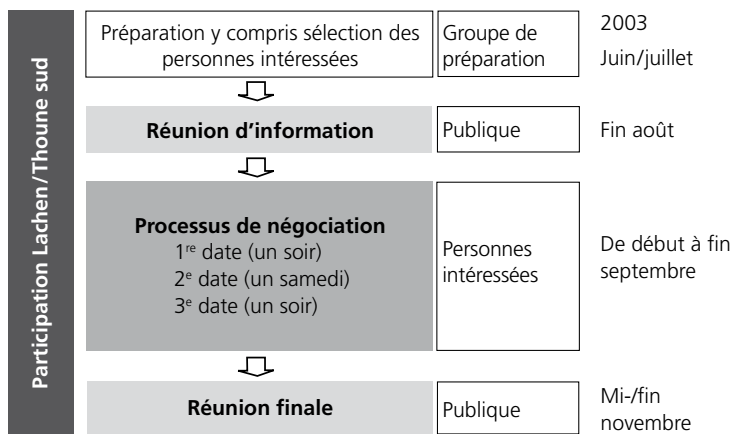 Participation Lachen/Thoune sud
Préparation y compris sélection des
personnes intéressées
Groupe de
préparation
2003
Juin/juillet
Réunion d’information
Publique
Fin août
Processus de négociation
1re date (un soir)
2e date (un samedi)
3e date (un soir)
Personnes
intéressées
De début à fin
septembre
Réunion finale
Publique
Mi-/fin
novembre